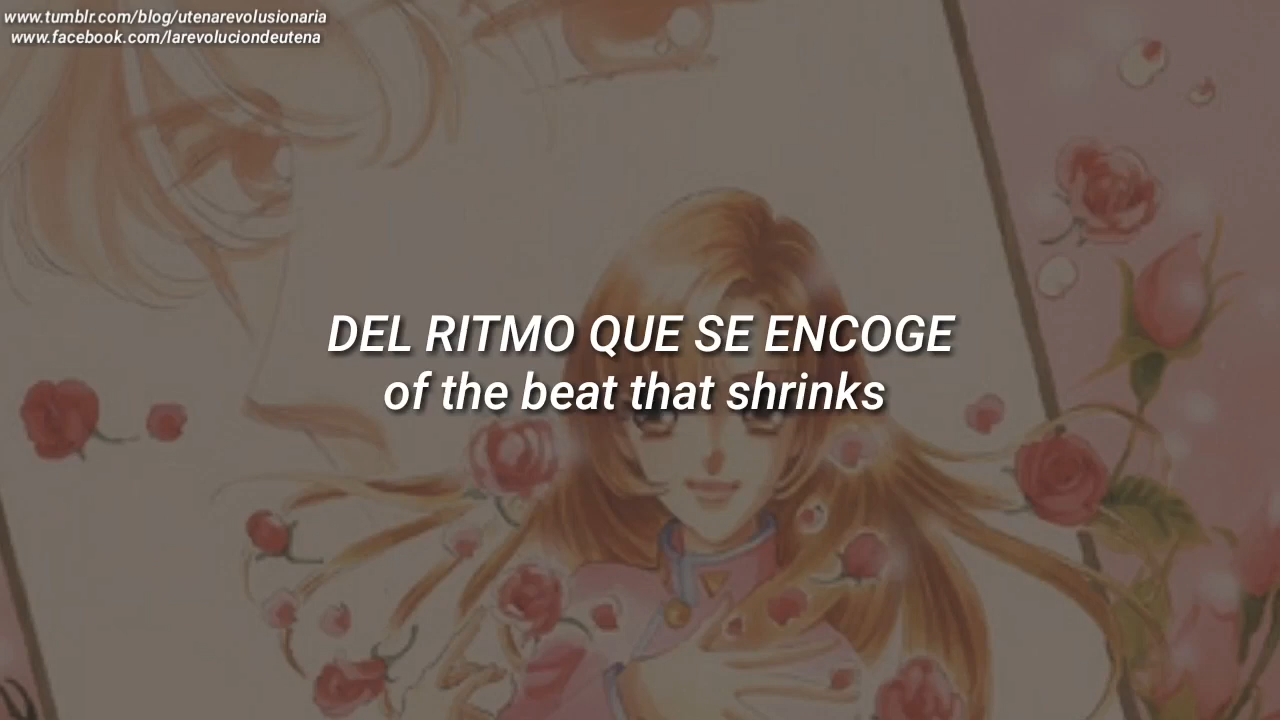 www.tumblr.com/blog/utenarevolusionaria
www.facebook.com/larevoluciondeutena
DEL RITMO QUE SE ENCOGE
of the beat that shrinks